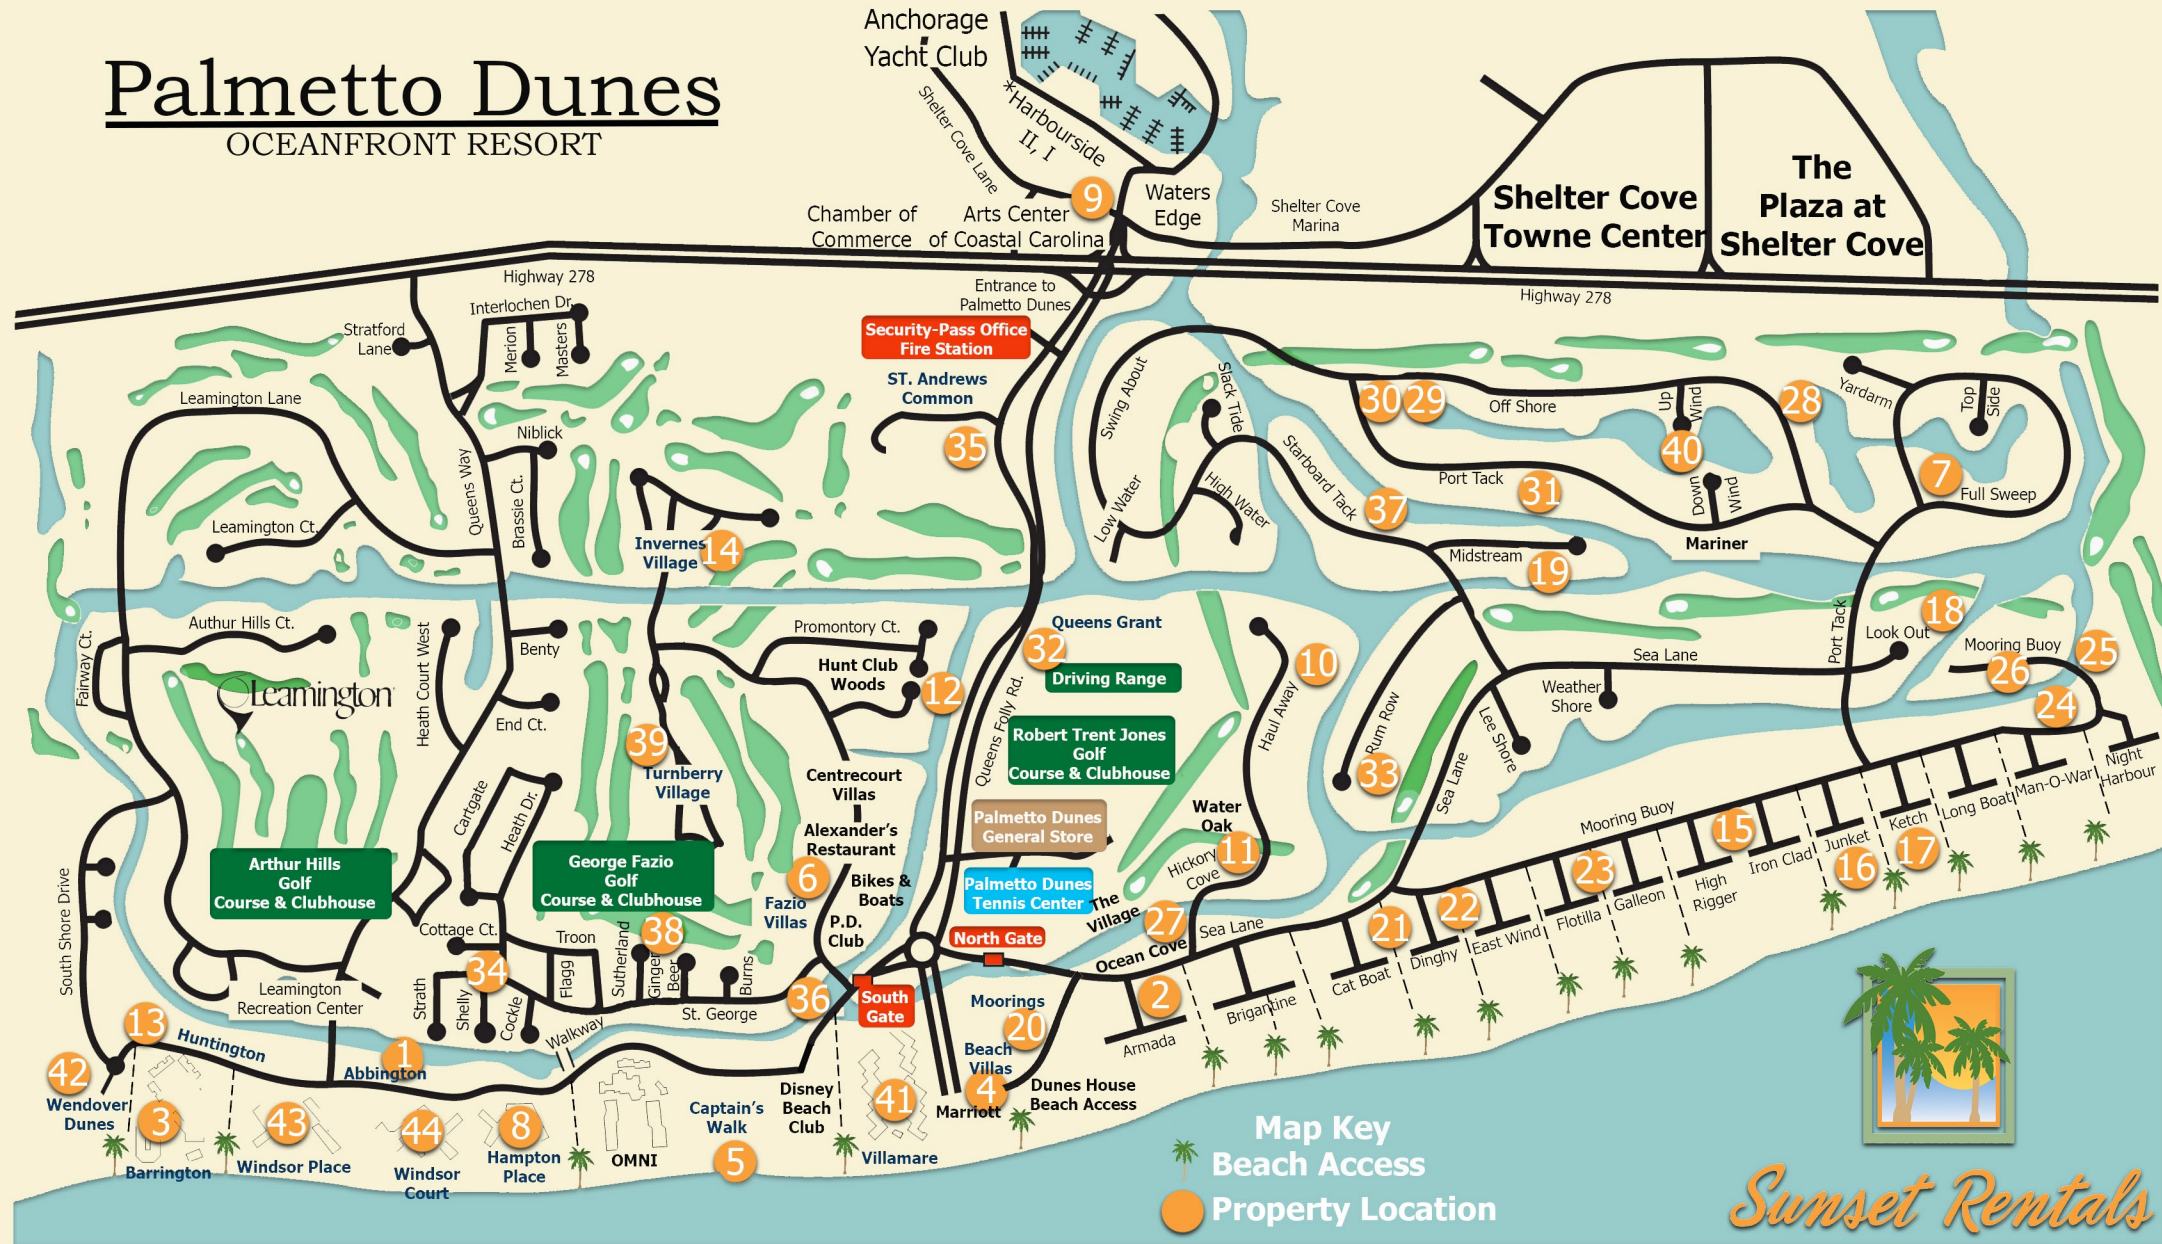 Palmetto Dunes
OCEANFRONT RESORT
Anchorage
Yacht Club
Shelter Cove Lane
*Harbourside
II, I
9
Waters
Edge
Chamber of
Commerce
Arts Center
of Coastal Carolina
Shelter Cove
Marina
Shelter Cove
Towne Center
The
Plaza at
Shelter Cove
Highway 278
Highway 278
Entrance to
Palmetto Dunes
Security-Pass Office
Fire Station
ST. Andrews
Common
35
Stratford
Lane
Interlochen Dr.
Merion
Masters
Leamington Lane
Niblick
Queens Way
Brassie Ct.
Leamington Ct.
Invernes
Village
14
Swing About
Slack Tide
Low Water
High Water
Starboard Tack
30
29
Off Shore
Up
Wind
40
28
Yardarm
Top
Side
7
Full Sweep
Port Tack
31
37
Down
Wind
Mariner
Midstream
19
Fairway Ct.
Authur Hills Ct.
Heath Court West
Benty
End Ct.
Leamington
Promontory Ct.
Hunt Club
Woods
12
Queens Grant
32
Driving Range
Queens Folly Rd.
Robert Trent Jones
Golf
Course & Clubhouse
10
Haul Away
Rum Row
33
Lee Shore
Sea Lane
Weather
Shore
Sea Lane
Port Tack
Look Out
18
Mooring Buoy
26
25
24
Night
Harbour
39
Turnberry
Village
Centrecourt
Villas
Alexander's
Restaurant
6
Fazio
Villas
Bikes &
Boats
P.D.
Club
Palmetto Dunes
General Store
Palmetto Dunes
Tennis Center
Water
Oak
11
Hickory
Cove
The
Village
27
Ocean Cove
Sea Lane
Cartgate
Heath Dr.
Arthur Hills
Golf
Course & Clubhouse
George Fazio
Golf
Course & Clubhouse
South Shore Drive
Cottage Ct.
34
Troon
Flagg
Sutherland
38
Ginger
Beer
Burns
St. George
36
North Gate
South
Gate
Leamington
Recreation Center
Strath
Shelly
Cockle
Walkway
Mooring Buoy
15
23
22
21
2
16
17
Armada
Brigantine
Cat Boat
Dinghy
East Wind
Flotilla
Galleon
High
Rigger
Iron Clad
Junket
Ketch
Long Boat
Man-O-War
Moorings
20
Beach
Villas
4
Marriott
Dunes House
Beach Access
13
Huntington
1
Abbington
42
Wendover
Dunes
3
Barrington
43
Windsor Place
44
Windsor
Court
8
Hampton
Place
OMNI
Captain's
Walk
5
Disney
Beach
Club
41
Villamare
Map Key
Beach Access
Property Location
Sunset Rentals